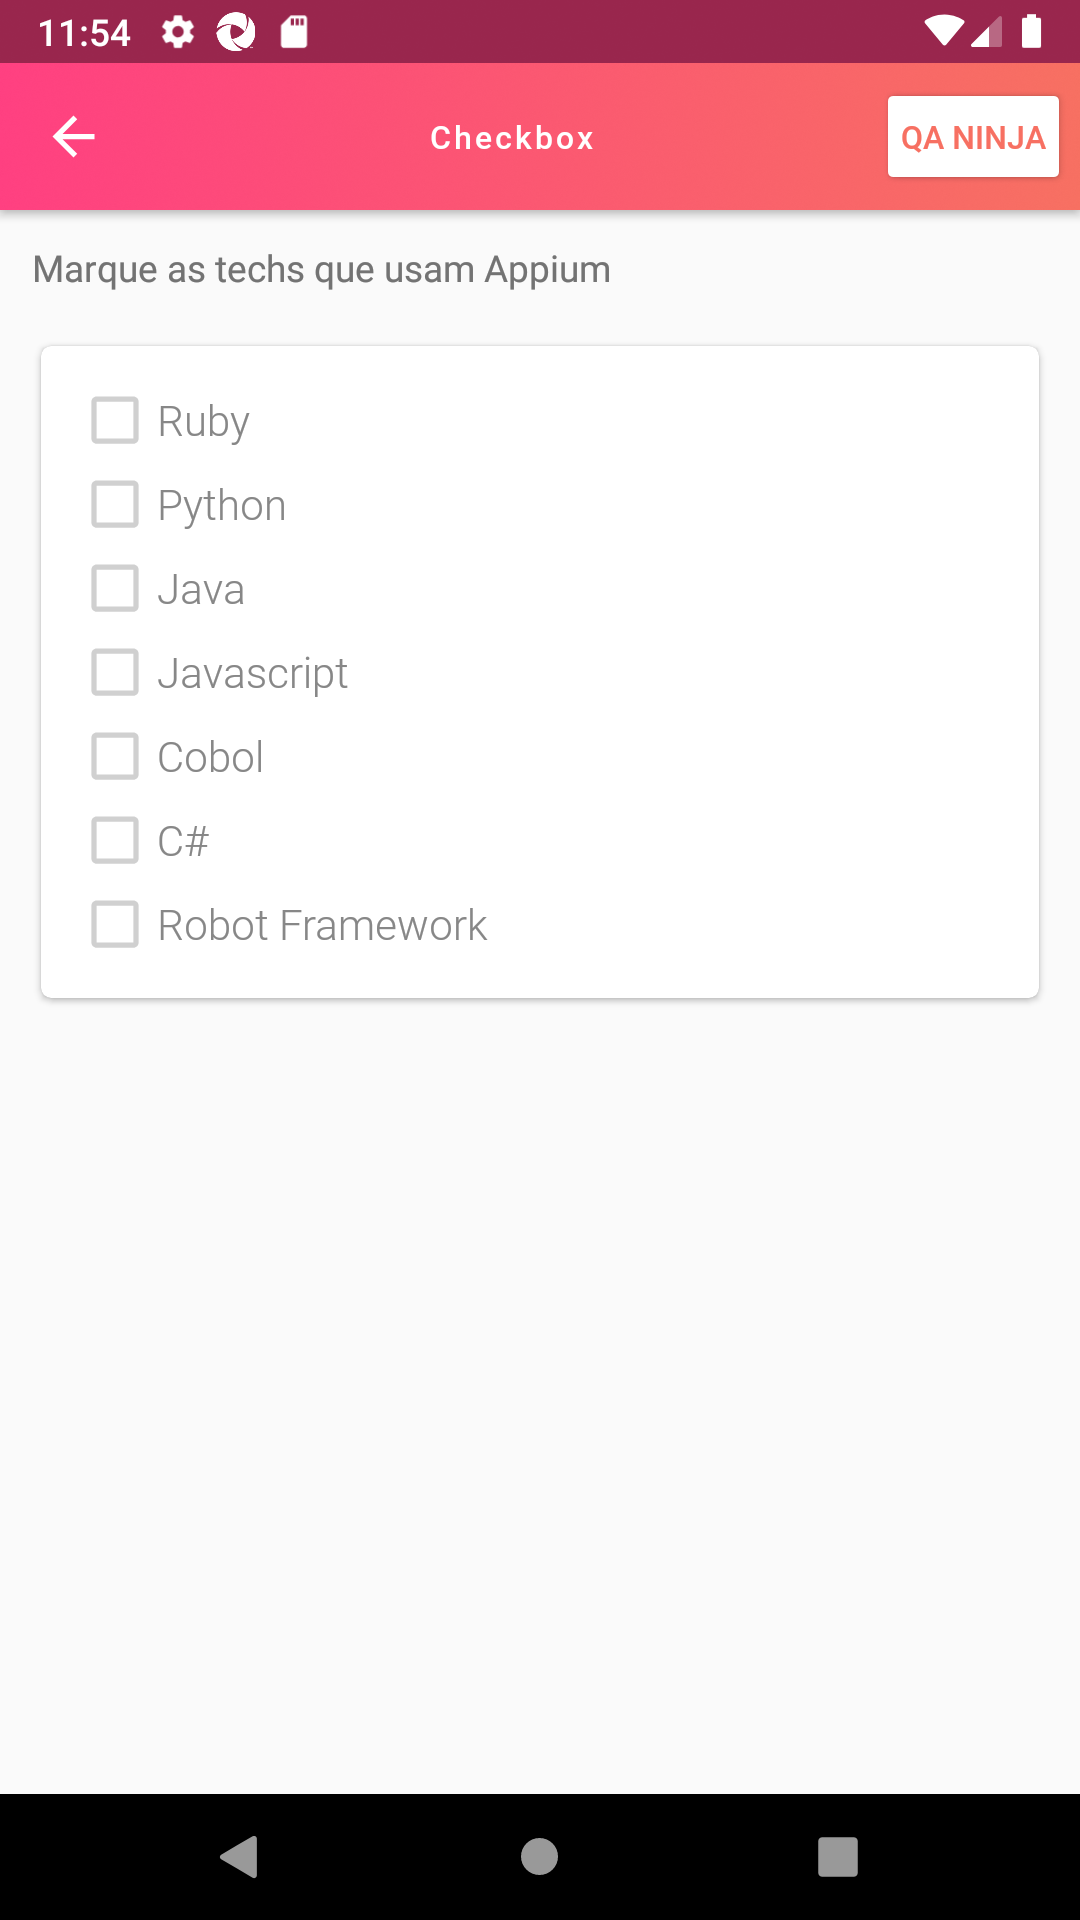 11:54
Checkbox
QA NINJA
Marque as techs que usam Appium
Ruby
Python
Java
Javascript
Cobol
C#
Robot Framework